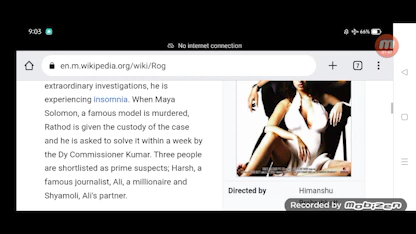 9:03
66%
No internet connection
en.m.wikipedia.org/wiki/Rog
7
extraordinary investigations, he is
experiencing insomnia. When Maya
Solomon, a famous model is murdered,
Rathod is given the custody of the case
and he is asked to solve it within a week by
the Dy Commissioner Kumar. Three people
are shortlisted as prime suspects; Harsh, a
famous journalist, Ali, a millionaire and
Shyamoli, Ali's partner.
Directed by
Himanshu
Recorded by mobizen